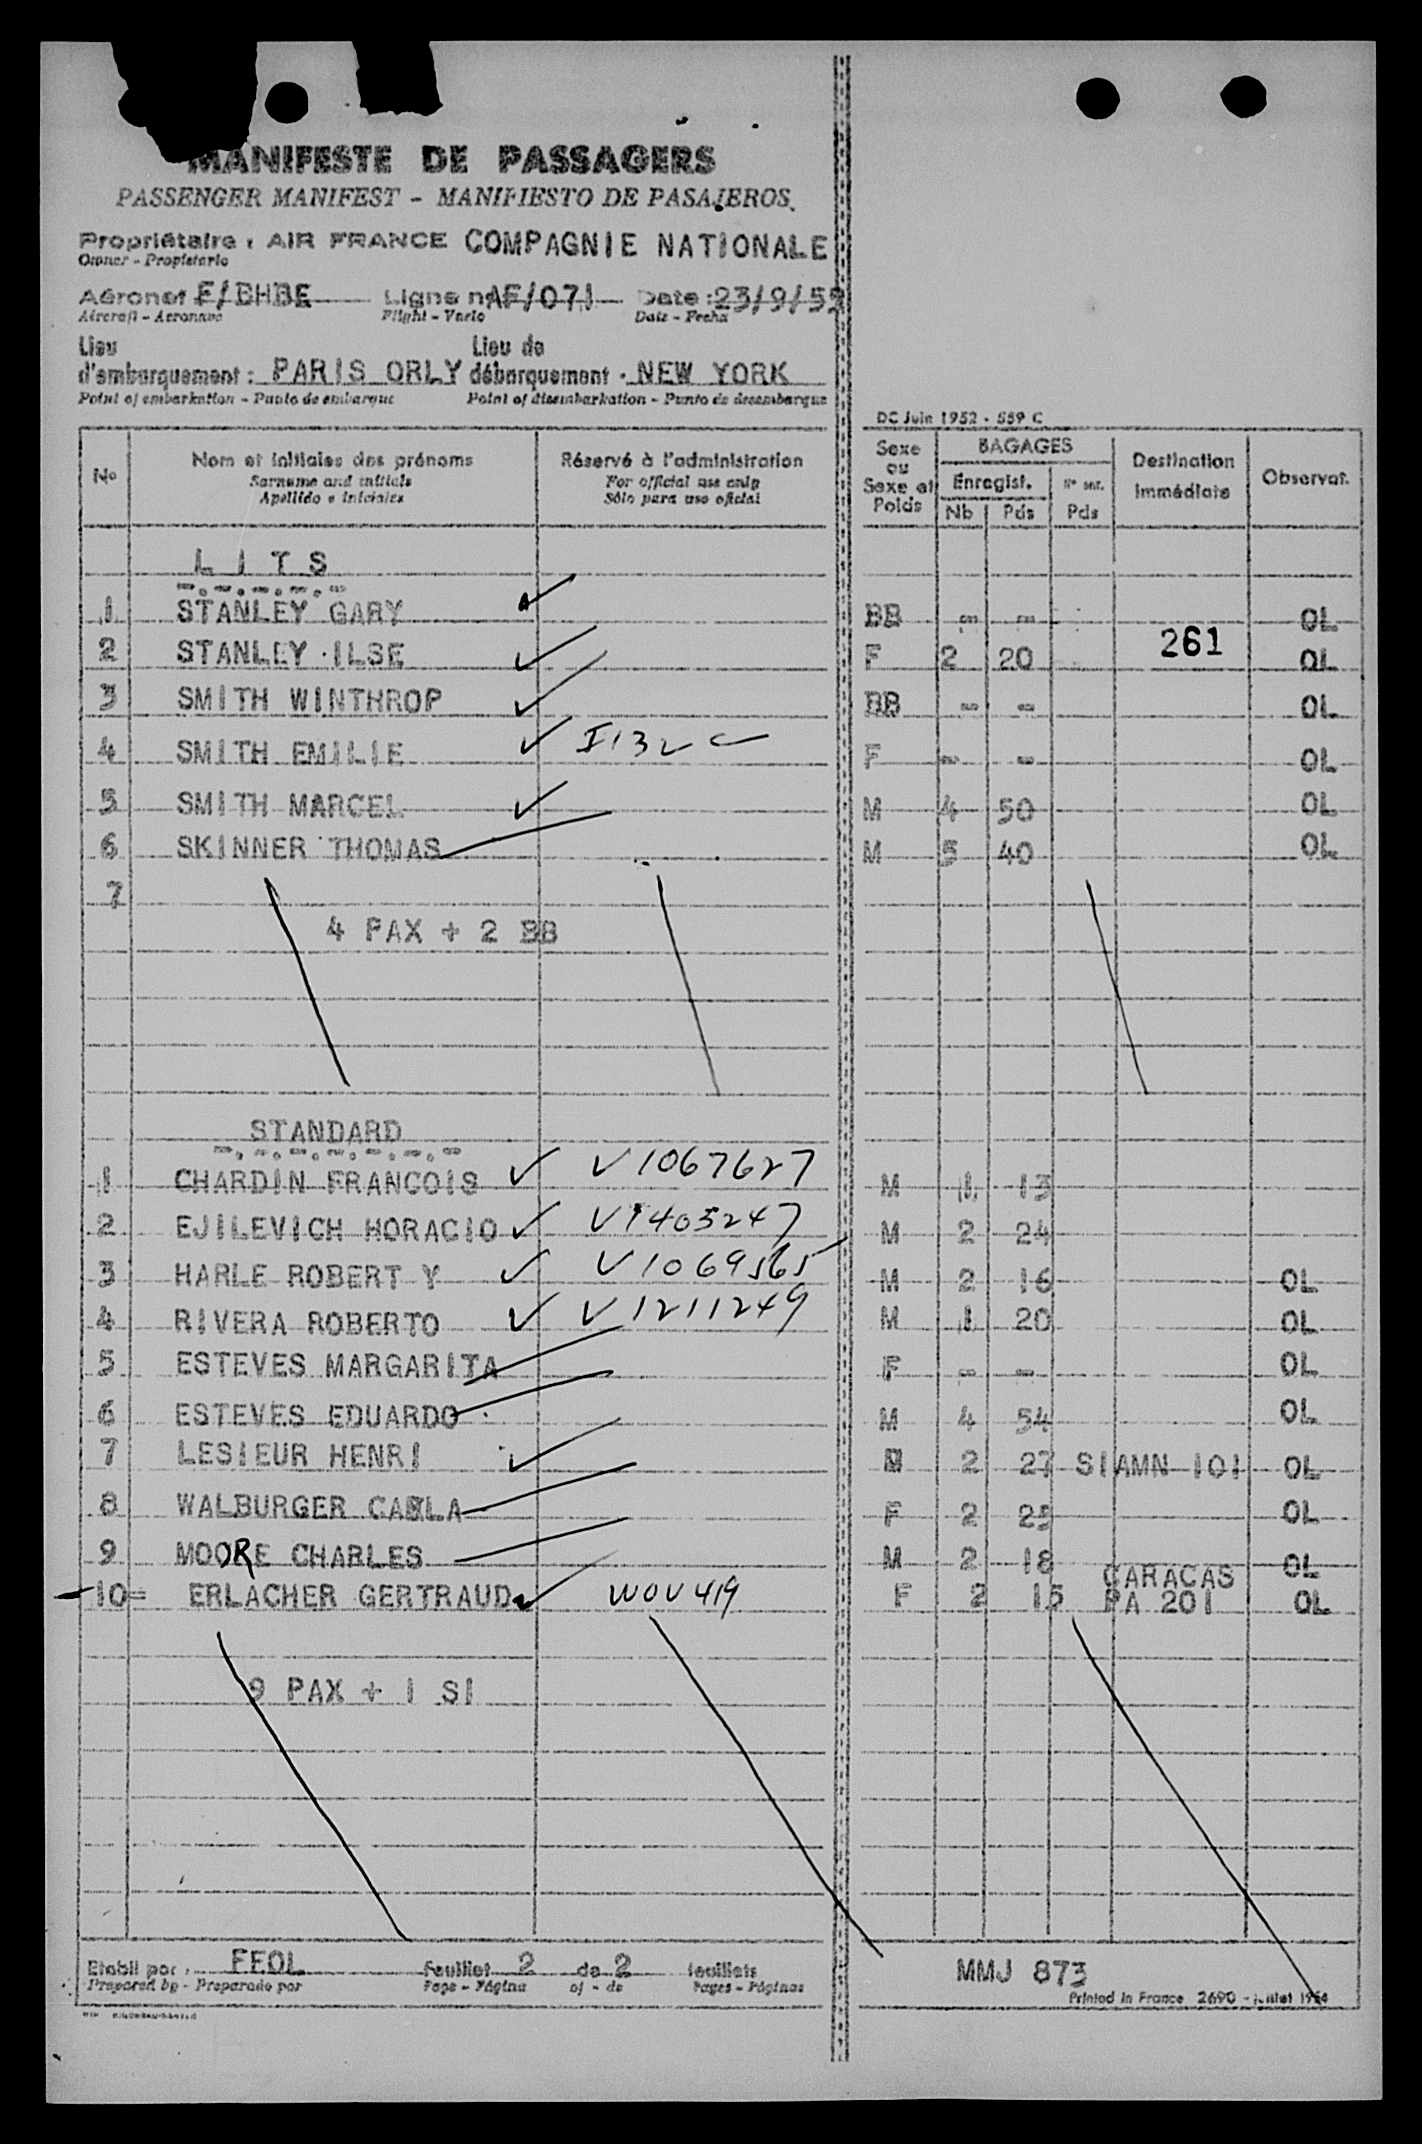 MANIFESTE DE PASSAGERS
PASSENGER MANIFEST - MANIFIESTO DE PASAJEROS
Propriétaire : AIR FRANCE COMPAGNIE NATIONALE
Owner - Propietario
Aéronef F/BHBE Ligne no AF/071 Date : 23/9/55
Aircraft - Aeronave Flight - Vuelo Date - Fecha
Lieu d'embarquement : PARIS ORLY Lieu de débarquement : NEW YORK
Point of embarkation - Punto de embarque Point of disembarkation - Punto de desembarque
DC Juin 1952 - 559 C
No Nom et initiales des prénoms Réservé à l'administration Sexe ou Sexe et Poids BAGAGES Destination immédiate Observat.
Surname and initials For official use only Enregist. N° enr.
Apellido e iniciales Sólo para uso oficial Nb Pds Pds
LITS
1 STANLEY GARY BB - - OL
2 STANLEY ILSE F 2 20 261 OL
3 SMITH WINTHROP BB - - OL
4 SMITH EMILIE I132 F - - OL
5 SMITH MARCEL M 4 50 OL
6 SKINNER THOMAS M 5 40 OL
7
4 PAX + 2 BB
STANDARD
1 CHARDIN FRANCOIS V1067627 M 1 13
2 EJILEVICH HORACIO V1405247 M 2 24
3 HARLE ROBERT Y V1069565 M 2 16 OL
4 RIVERA ROBERTO V1211249 M 1 20 OL
5 ESTEVES MARGARITA F - - OL
6 ESTEVES EDUARDO M 4 54 OL
7 LESIEUR HENRI M 2 27 SIAMN 101 OL
8 WALBURGER CARLA F 2 25 OL
9 MOORE CHARLES M 2 18 OL
10= ERLACHER GERTRAUD WOV419 F 2 15 CARACAS PA 201 OL
9 PAX + 1 SI
Etabli par : FEOL Feuillet 2 de 2 feuillets MMJ 873
Prepared by - Preparado por Page - Página of - de Pages - Páginas
Printed in France 2690 - juillet 1954